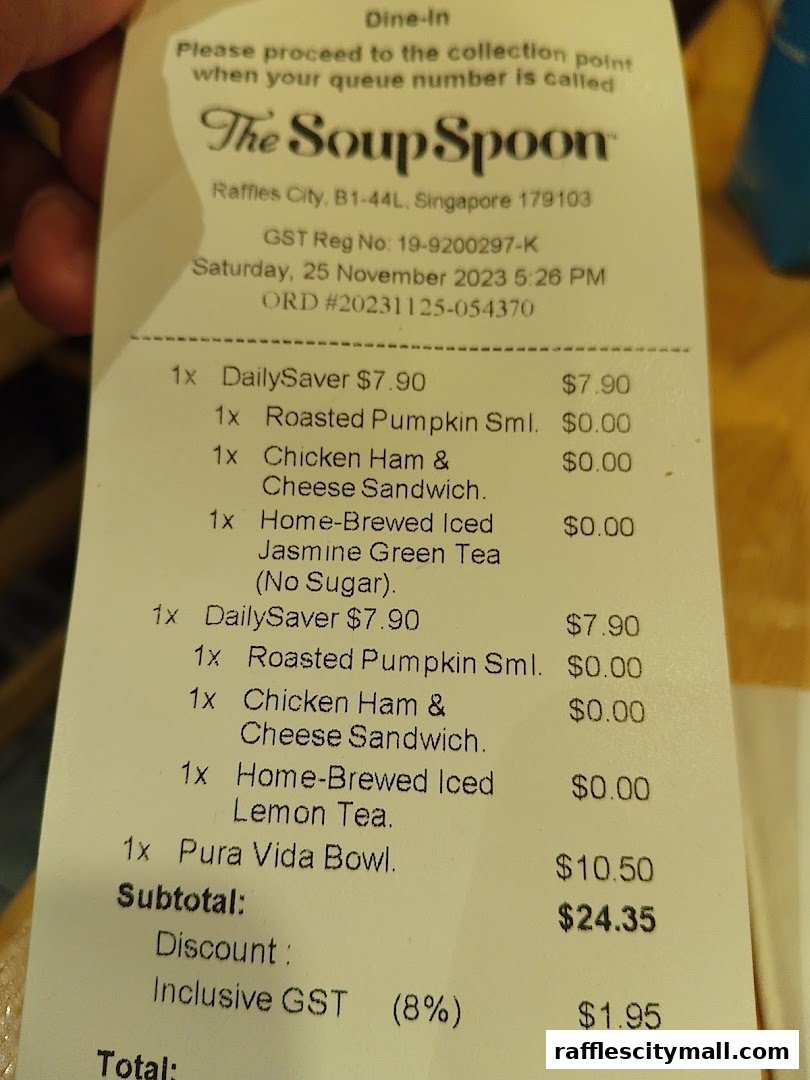 Dine-In
Please proceed to the collection point
when your queue number is called
The Soup Spoon™
Raffles City, B1-44L, Singapore 179103
GST Reg No: 19-9200297-K
Saturday, 25 November 2023 5:26 PM
ORD #20231125-054370
1x DailySaver $7.90 $7.90
1x Roasted Pumpkin Sml. $0.00
1x Chicken Ham & $0.00
Cheese Sandwich.
1x Home-Brewed Iced $0.00
Jasmine Green Tea
(No Sugar).
1x DailySaver $7.90 $7.90
1x Roasted Pumpkin Sml. $0.00
1x Chicken Ham & $0.00
Cheese Sandwich.
1x Home-Brewed Iced $0.00
Lemon Tea.
1x Pura Vida Bowl. $10.50
Subtotal: $24.35
Discount :
Inclusive GST (8%) $1.95
Total:
rafflescitymall.com